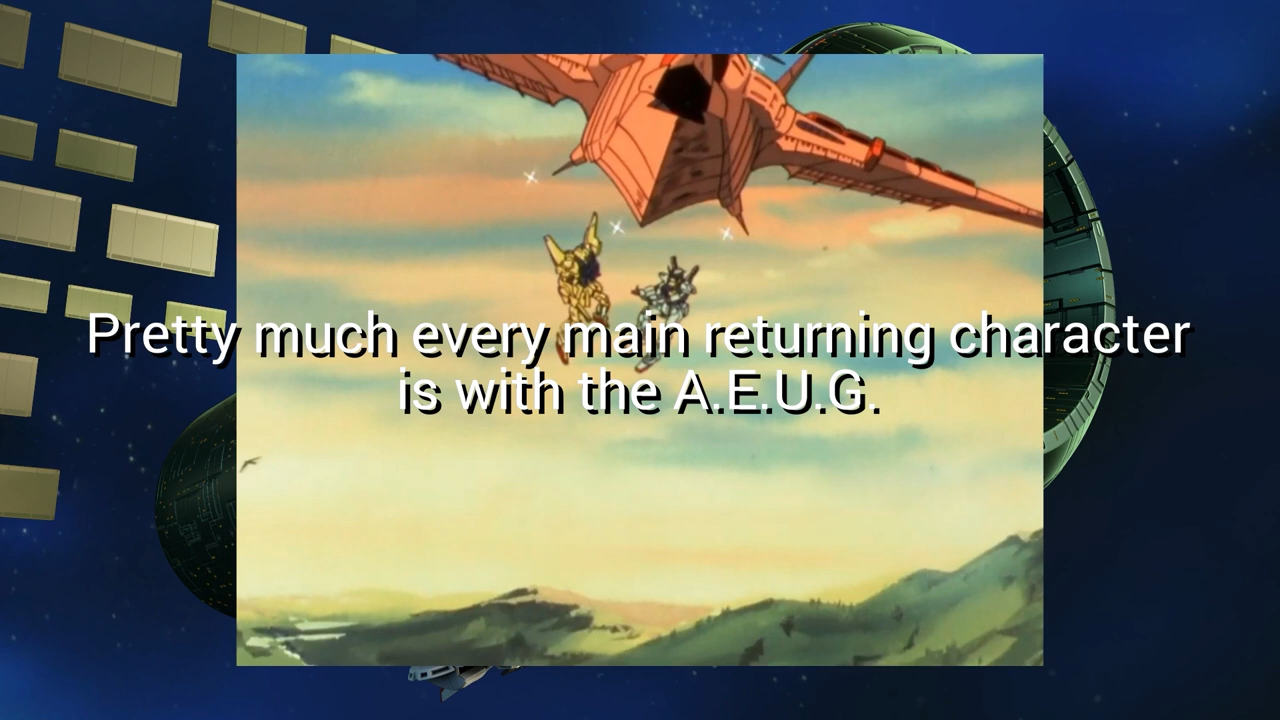 Pretty much every main returning character
is with the A.E.U.G.